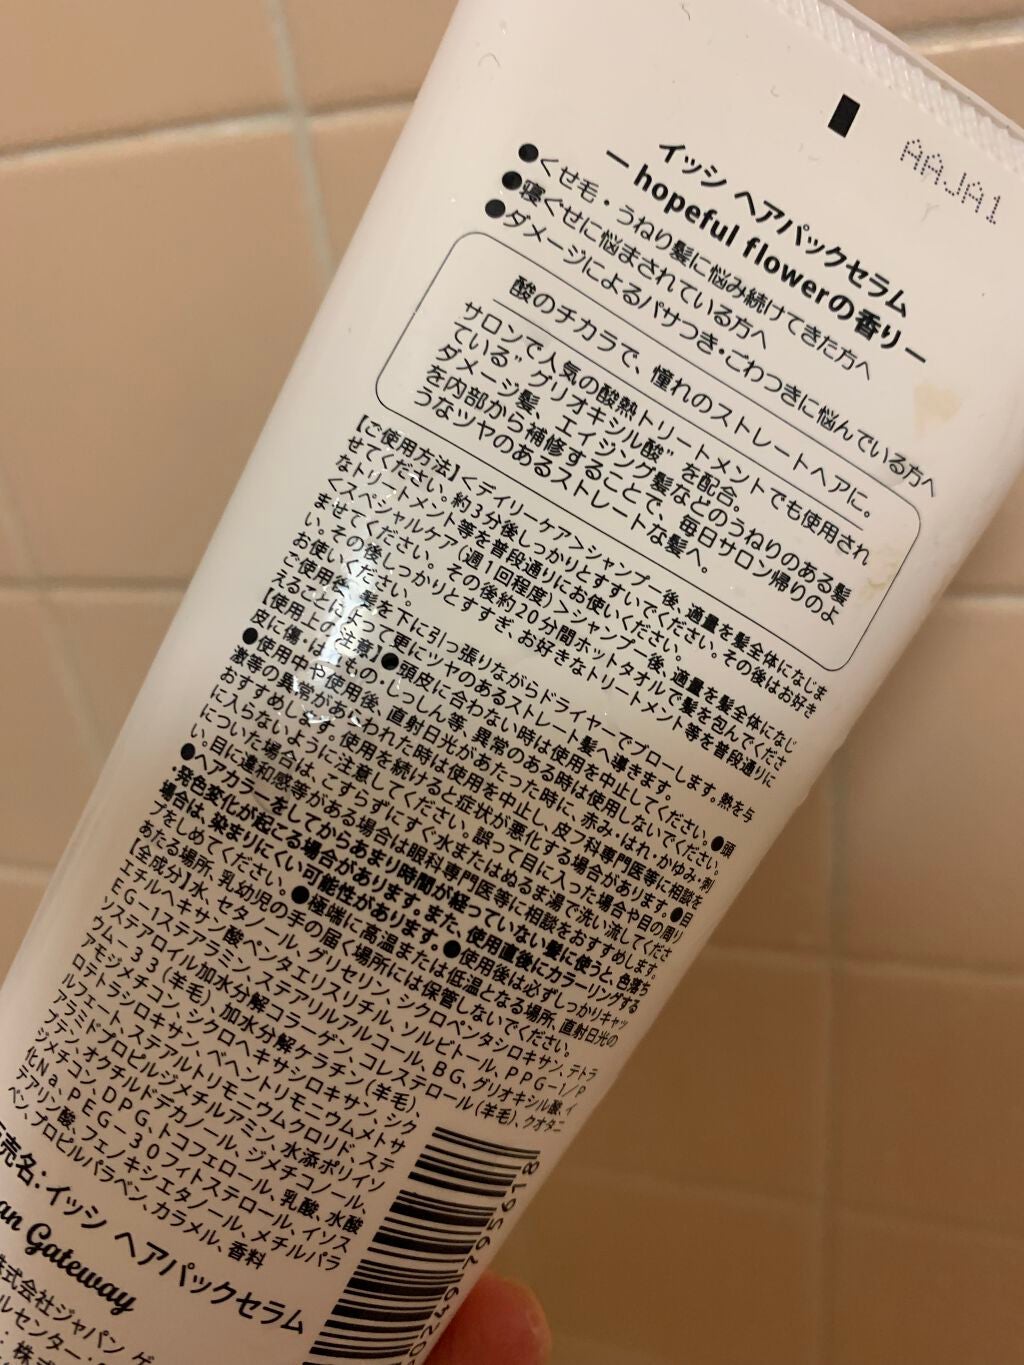 AAJA1
イッシ ヘアパックセラム
ー hopeful flowerの香り ー
●くせ毛・うねり髪に悩み続けてきた方へ
●寝ぐせに悩まされている方へ
●ダメージによるパサつき・ごわつきに悩んでいる方へ
酸のチカラで、憧れのストレートヘアに。
サロンで人気の酸熱トリートメントでも使用され
ている”グリオキシル酸”を配合。
ダメージ髪、エイジング髪などのうねりのある髪
を内部から補修することで、毎日サロン帰りのよ
うなツヤのあるストレートな髪へ。
【ご使用方法】＜デイリーケア＞シャンプー後、適量を髪全体になじま
せてください。約3分後しっかりとすすいでください。その後はお好き
なトリートメント等を普段通りにお使いください。
＜スペシャルケア（週1回程度）＞シャンプー後、適量を髪全体になじ
ませてください。その後約20分間ホットタオルで髪を包んでくださ
い。その後しっかりとすすぎ、お好きなトリートメント等を普段通りに
お使いください。
ご使用後、髪を下に引っ張りながらドライヤーでブローします。熱を与
えることによって更にツヤのあるストレート髪へ導きます。
【使用上の注意】●頭皮に合わない時は使用を中止してください。●頭
皮に傷・はれもの・しっしん等、異常のある時は使用しないでください。
●使用中や使用後、直射日光があたった時に、赤み・はれ・かゆみ・刺
激等の異常があらわれた時は使用を中止し、皮フ科専門医等に相談を
おすすめします。使用を続けると症状が悪化する場合があります。●目
に入らないように注意してください。誤って目に入った場合や目の周り
についた場合は、こすらずにすぐ水またはぬるま湯で洗い流してくださ
い。目に違和感等がある場合は眼科専門医等に相談をおすすめします。
●ヘアカラーをしてからあまり時間が経っていない髪に使うと、色落ち
・発色変化が起こる場合があります。また、使用直後にカラーリングする
場合は、染まりにくい可能性があります。●使用後は必ずしっかりキャッ
プをしめてください。●極端に高温または低温となる場所、直射日光の
あたる場所、乳幼児の手の届く場所には保管しないでください。
【全成分】水、セタノール、グリセリン、シクロペンタシロキサン、テトラ
エチルヘキサン酸ペンタエリスリチル、ソルビトール、PPG-1/P
EG-1ステアラミン、ステアリルアルコール、BG、グリオキシル酸、イ
ソステアロイル加水分解コラーゲン、コレステロール（羊毛）、クオタニ
ウム-33（羊毛）、加水分解ケラチン（羊毛）、
アモジメチコン、シクロヘキサシロキサン、シク
ロテトラシロキサン、ベヘントリモニウムメトサ
ルフェート、ステアルトリモニウムクロリド、ステ
アラミドプロピルジメチルアミン、水添ポリイソ
ブテン、オクチルドデカノール、ジメチコノール、
ジメチコン、DPG、トコフェロール、乳酸、水酸
化Na、PEG-30フィトステロール、イソス
テアリン酸、フェノキシエタノール、メチルパラ
ベン、プロピルパラベン、カラメル、香料
売名：イッシ ヘアパックセラム
an Gateway
株式会社ジャパン ゲ
ルセンター